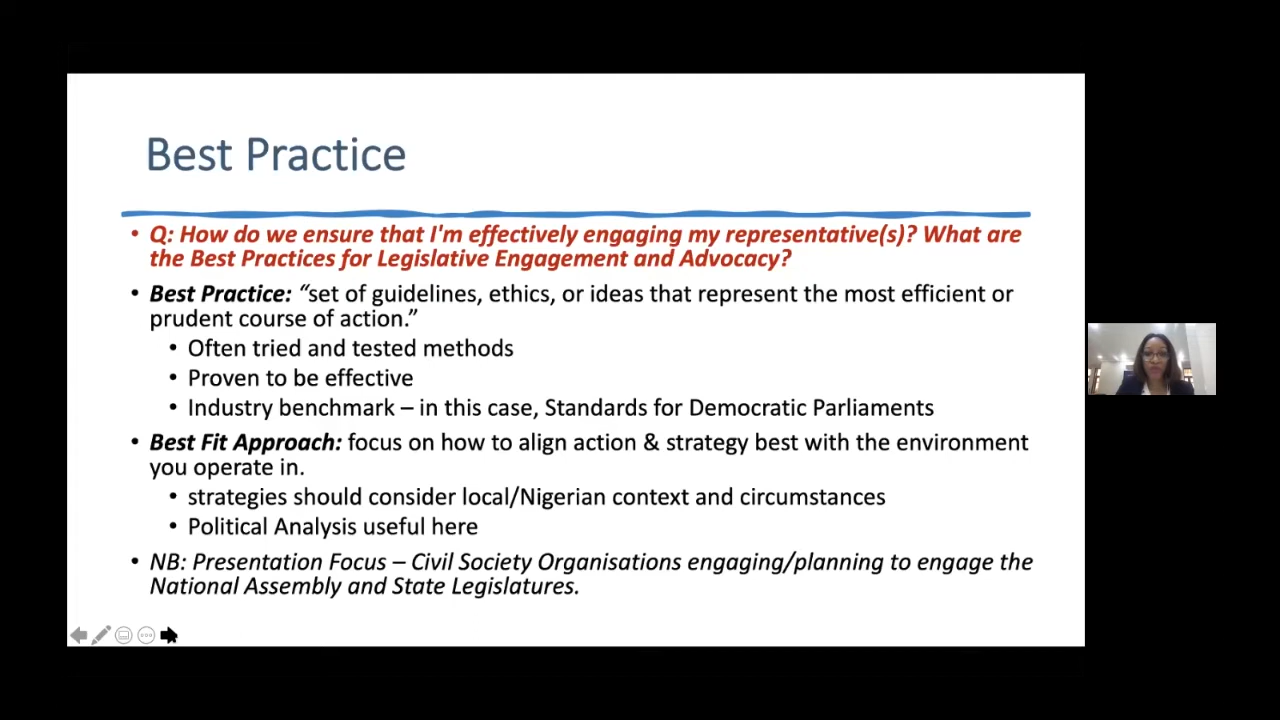 Best Practice
• Q: How do we ensure that I'm effectively engaging my representative(s)? What are
the Best Practices for Legislative Engagement and Advocacy?
• Best Practice: “set of guidelines, ethics, or ideas that represent the most efficient or
prudent course of action.”
• Often tried and tested methods
• Proven to be effective
• Industry benchmark – in this case, Standards for Democratic Parliaments
• Best Fit Approach: focus on how to align action & strategy best with the environment
you operate in.
• strategies should consider local/Nigerian context and circumstances
• Political Analysis useful here
• NB: Presentation Focus – Civil Society Organisations engaging/planning to engage the
National Assembly and State Legislatures.